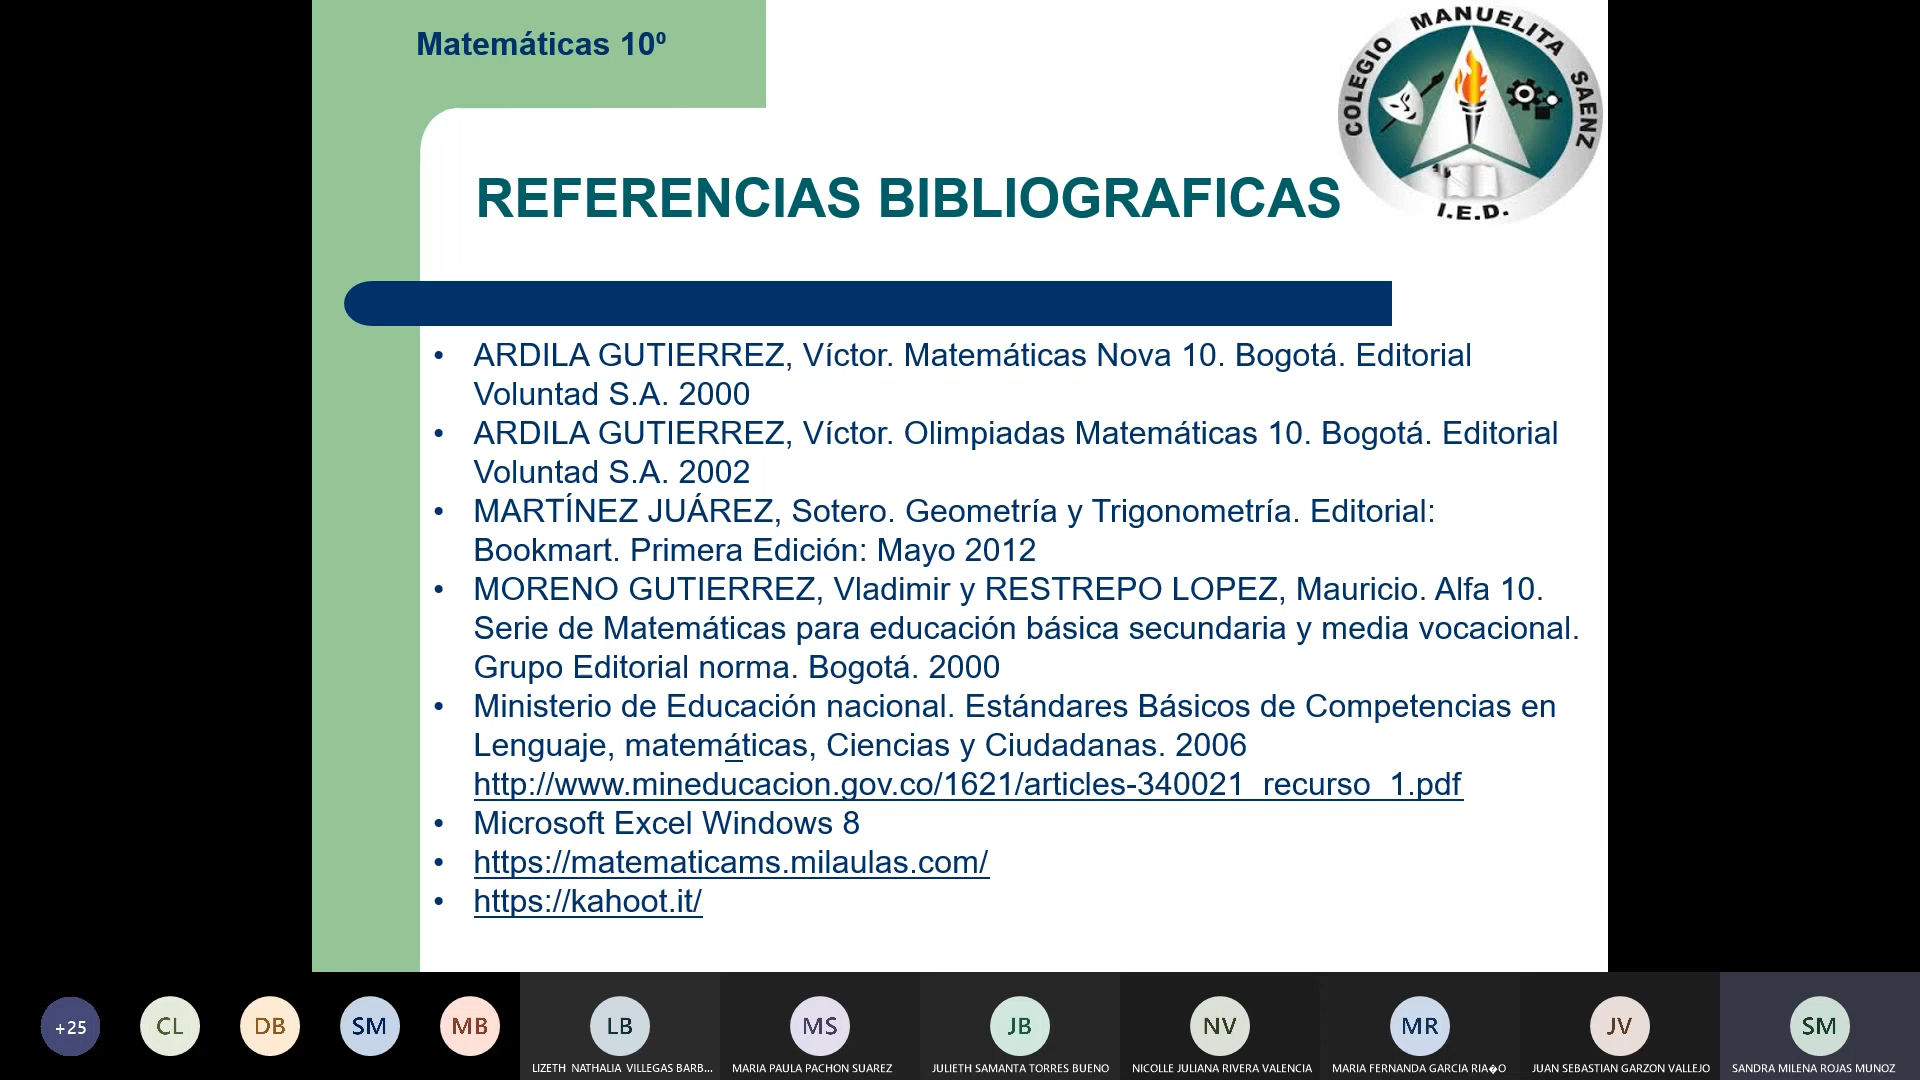 Matemáticas 10º
COLEGIO MANUELITA SAENZ
I.E.D.
REFERENCIAS BIBLIOGRAFICAS
• ARDILA GUTIERREZ, Víctor. Matemáticas Nova 10. Bogotá. Editorial
Voluntad S.A. 2000
• ARDILA GUTIERREZ, Víctor. Olimpiadas Matemáticas 10. Bogotá. Editorial
Voluntad S.A. 2002
• MARTÍNEZ JUÁREZ, Sotero. Geometría y Trigonometría. Editorial:
Bookmart. Primera Edición: Mayo 2012
• MORENO GUTIERREZ, Vladimir y RESTREPO LOPEZ, Mauricio. Alfa 10.
Serie de Matemáticas para educación básica secundaria y media vocacional.
Grupo Editorial norma. Bogotá. 2000
• Ministerio de Educación nacional. Estándares Básicos de Competencias en
Lenguaje, matemáticas, Ciencias y Ciudadanas. 2006
http://www.mineducacion.gov.co/1621/articles-340021_recurso_1.pdf
• Microsoft Excel Windows 8
• https://matematicams.milaulas.com/
• https://kahoot.it/
+25 CL DB SM MB LB MS JB NV MR JV SM
LIZETH NATHALIA VILLEGAS BARB... MARIA PAULA PACHON SUAREZ JULIETH SAMANTA TORRES BUENO NICOLLE JULIANA RIVERA VALENCIA MARIA FERNANDA GARCIA RIA�O JUAN SEBASTIAN GARZON VALLEJO SANDRA MILENA ROJAS MUNOZ